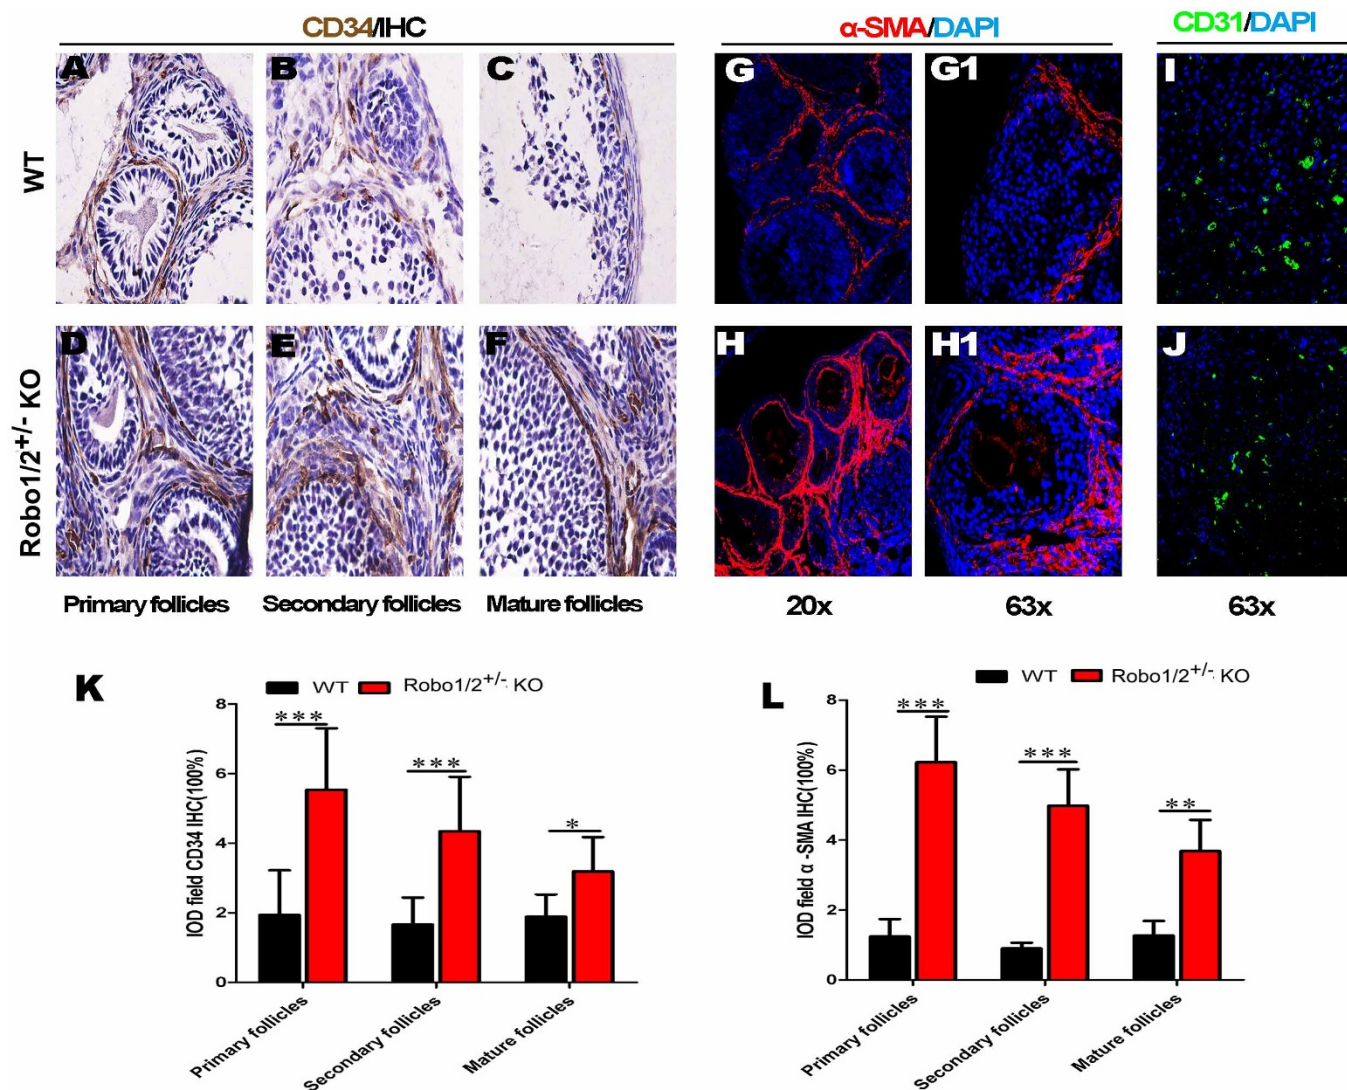 CD34/IHC
α-SMA/DAPI
CD31/DAPI
WT
A
B
C
G
G1
I
Robo1/2+/- KO
D
E
F
H
H1
J
Primary follicles
Secondary follicles
Mature follicles
20x
63x
63x
K
WT
Robo1/2+/- KO
IOD field CD34 IHC(100%)
8
6
4
2
0
***
***
*
Primary follicles
Secondary follicles
Mature follicles
L
WT
Robo1/2+/- KO
IOD field α -SMA IHC(100%)
8
6
4
2
0
***
***
**
Primary follicles
Secondary follicles
Mature follicles